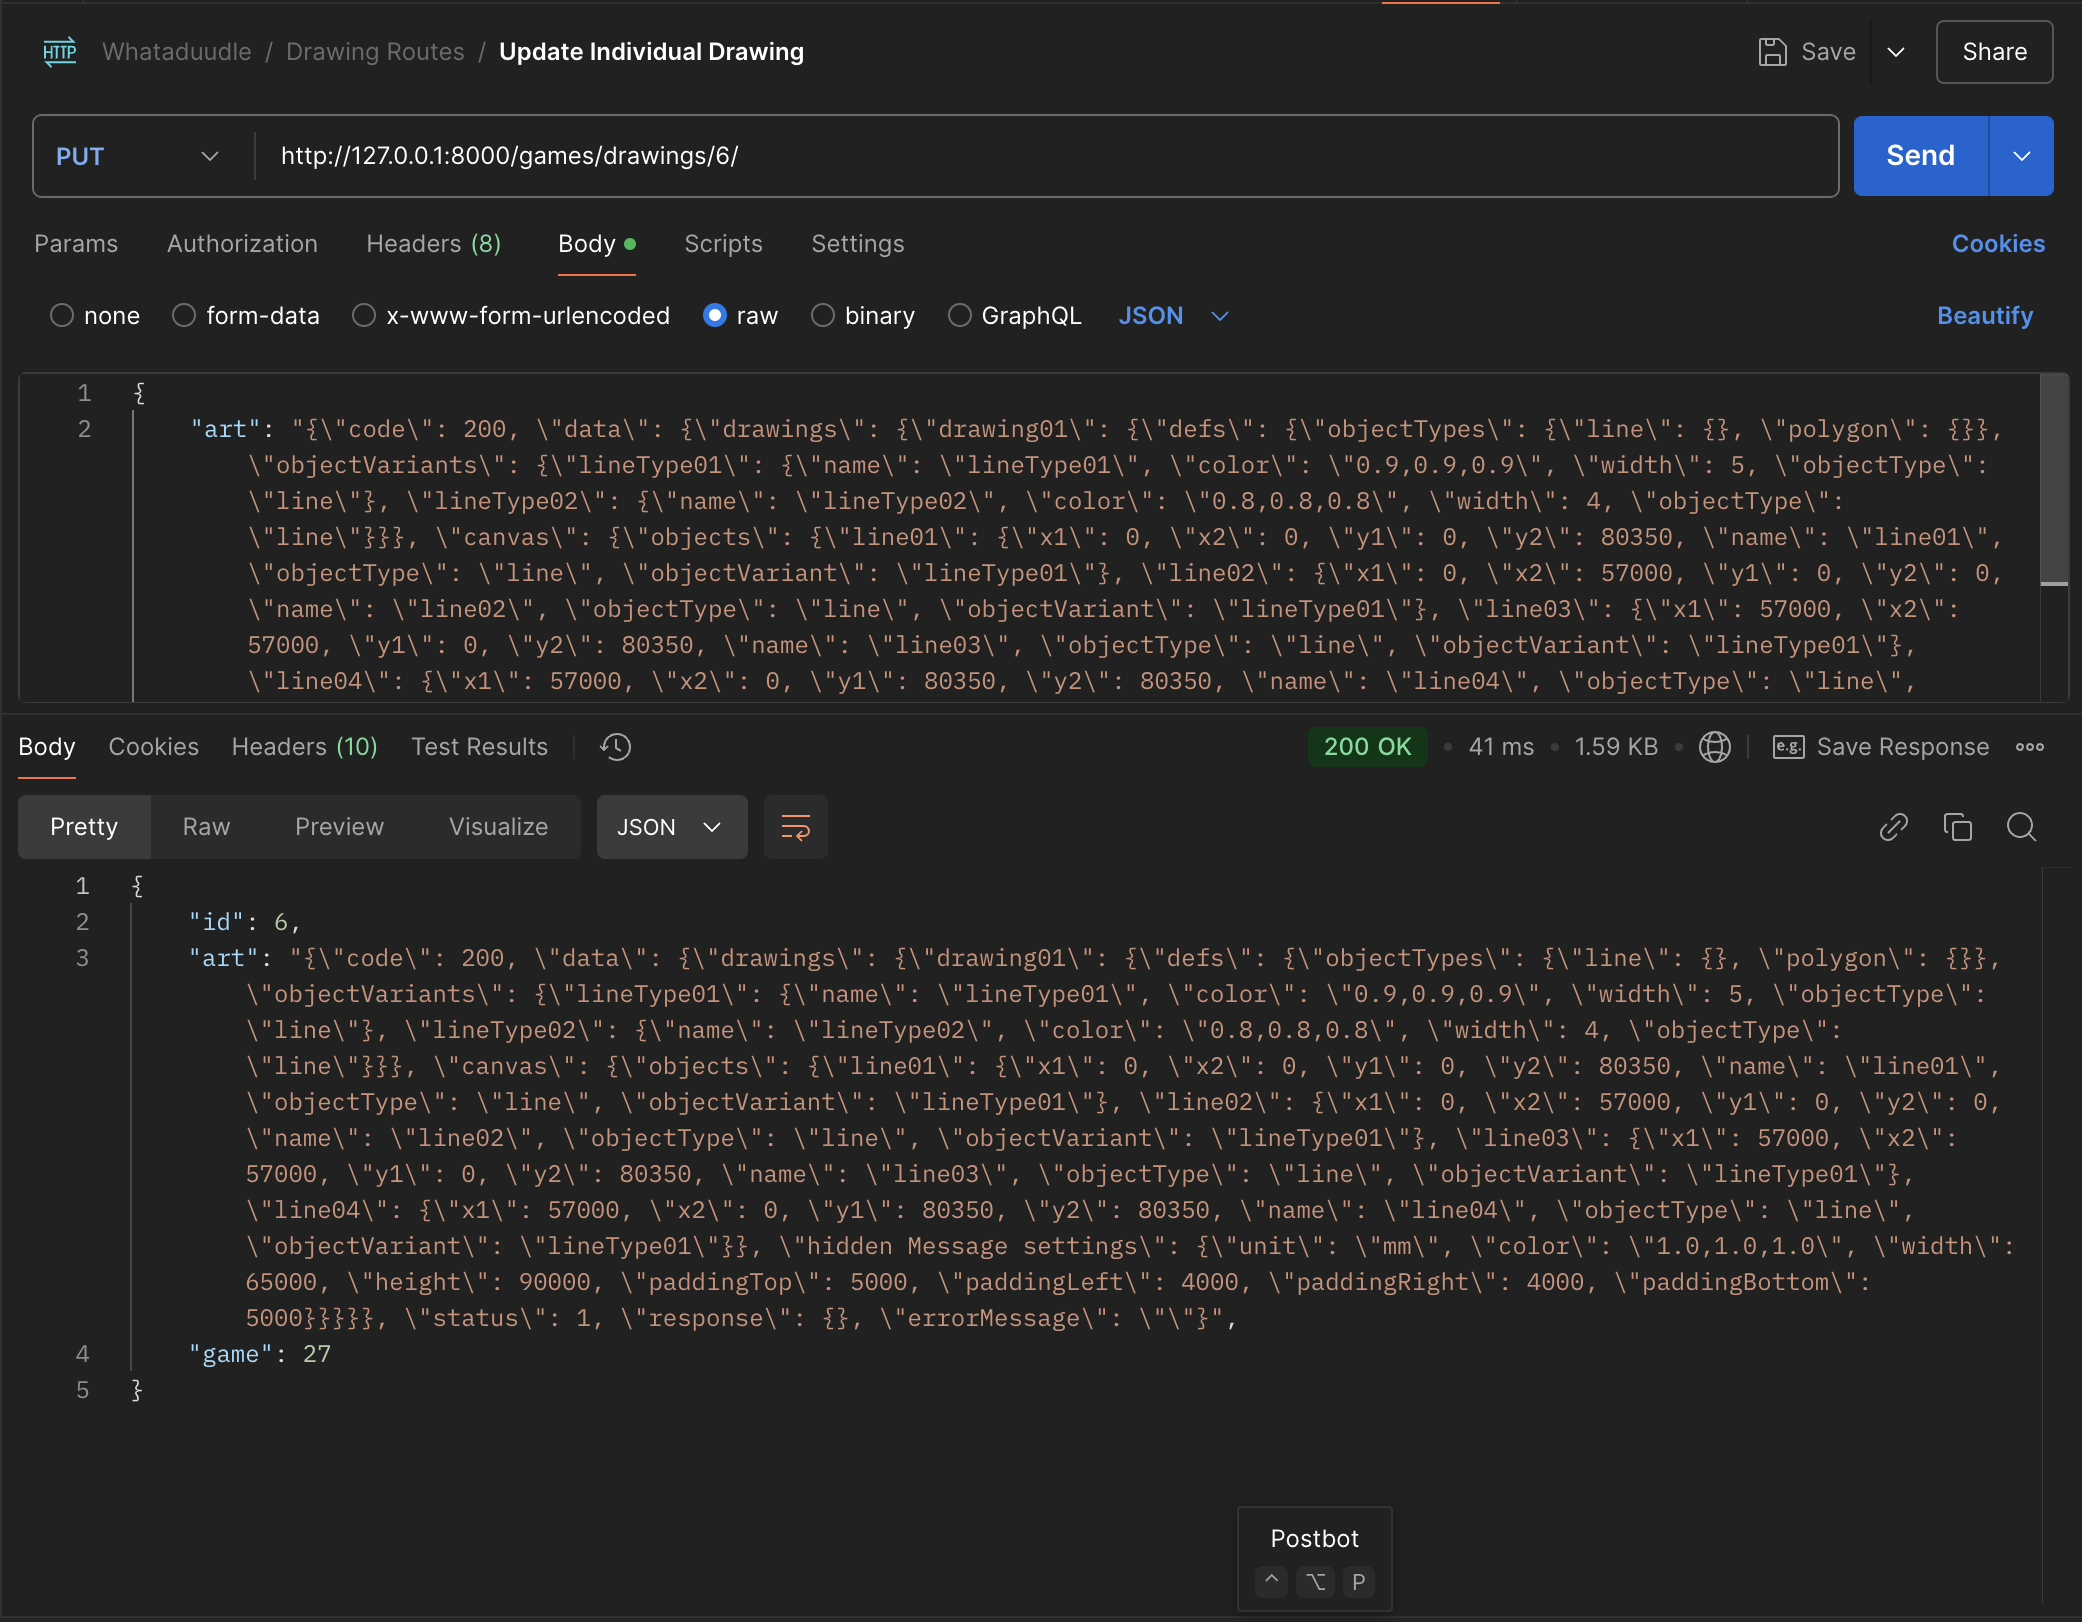 HTTP Whataduudle / Drawing Routes / Update Individual Drawing Save Share
PUT http://127.0.0.1:8000/games/drawings/6/ Send
Params Authorization Headers (8) Body Scripts Settings Cookies
none form-data x-www-form-urlencoded raw binary GraphQL JSON Beautify
1 {
2 "art": "{\"code\": 200, \"data\": {\"drawings\": {\"drawing01\": {\"defs\": {\"objectTypes\": {\"line\": {}, \"polygon\": {}},
\"objectVariants\": {\"lineType01\": {\"name\": \"lineType01\", \"color\": \"0.9,0.9,0.9\", \"width\": 5, \"objectType\":
\"line\"}, \"lineType02\": {\"name\": \"lineType02\", \"color\": \"0.8,0.8,0.8\", \"width\": 4, \"objectType\":
\"line\"}}}, \"canvas\": {\"objects\": {\"line01\": {\"x1\": 0, \"x2\": 0, \"y1\": 0, \"y2\": 80350, \"name\": \"line01\",
\"objectType\": \"line\", \"objectVariant\": \"lineType01\"}, \"line02\": {\"x1\": 0, \"x2\": 57000, \"y1\": 0, \"y2\": 0,
\"name\": \"line02\", \"objectType\": \"line\", \"objectVariant\": \"lineType01\"}, \"line03\": {\"x1\": 57000, \"x2\":
57000, \"y1\": 0, \"y2\": 80350, \"name\": \"line03\", \"objectType\": \"line\", \"objectVariant\": \"lineType01\"},
\"line04\": {\"x1\": 57000, \"x2\": 0, \"y1\": 80350, \"y2\": 80350, \"name\": \"line04\", \"objectType\": \"line\",
Body Cookies Headers (10) Test Results 200 OK • 41 ms • 1.59 KB • e.g. Save Response
Pretty Raw Preview Visualize JSON
1 {
2 "id": 6,
3 "art": "{\"code\": 200, \"data\": {\"drawings\": {\"drawing01\": {\"defs\": {\"objectTypes\": {\"line\": {}, \"polygon\": {}},
\"objectVariants\": {\"lineType01\": {\"name\": \"lineType01\", \"color\": \"0.9,0.9,0.9\", \"width\": 5, \"objectType\":
\"line\"}, \"lineType02\": {\"name\": \"lineType02\", \"color\": \"0.8,0.8,0.8\", \"width\": 4, \"objectType\":
\"line\"}}}, \"canvas\": {\"objects\": {\"line01\": {\"x1\": 0, \"x2\": 0, \"y1\": 0, \"y2\": 80350, \"name\": \"line01\",
\"objectType\": \"line\", \"objectVariant\": \"lineType01\"}, \"line02\": {\"x1\": 0, \"x2\": 57000, \"y1\": 0, \"y2\": 0,
\"name\": \"line02\", \"objectType\": \"line\", \"objectVariant\": \"lineType01\"}, \"line03\": {\"x1\": 57000, \"x2\":
57000, \"y1\": 0, \"y2\": 80350, \"name\": \"line03\", \"objectType\": \"line\", \"objectVariant\": \"lineType01\"},
\"line04\": {\"x1\": 57000, \"x2\": 0, \"y1\": 80350, \"y2\": 80350, \"name\": \"line04\", \"objectType\": \"line\",
\"objectVariant\": \"lineType01\"}}, \"hidden Message settings\": {\"unit\": \"mm\", \"color\": \"1.0,1.0,1.0\", \"width\":
65000, \"height\": 90000, \"paddingTop\": 5000, \"paddingLeft\": 4000, \"paddingRight\": 4000, \"paddingBottom\":
5000}}}}}, \"status\": 1, \"response\": {}, \"errorMessage\": \"\"}",
4 "game": 27
5 }
Postbot
^ ⌥ P